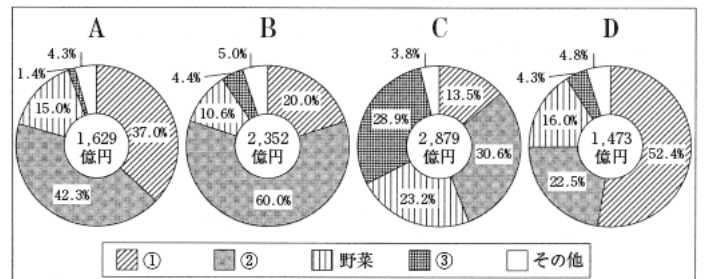 A B C D
4.3% 5.0% 3.8% 4.8%
1.4% 4.4% 4.3%
15.0% 37.0% 10.6% 20.0% 28.9% 13.5% 16.0% 52.4%
1,629 2,352 2,879 1,473
億円 億円 億円 億円
42.3% 60.0% 23.2% 30.6% 22.5%
① ② 野菜 ③ その他